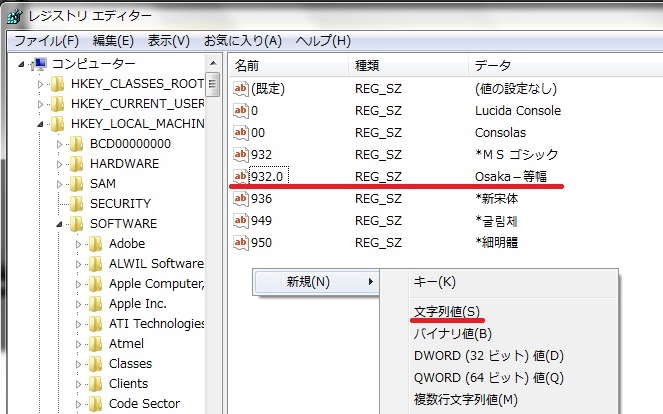 レジストリ エディター
ファイル(F) 編集(E) 表示(V) お気に入り(A) ヘルプ(H)
コンピューター
HKEY_CLASSES_ROOT
HKEY_CURRENT_USER
HKEY_LOCAL_MACHIN
BCD00000000
HARDWARE
SAM
SECURITY
SOFTWARE
Adobe
ALWIL Software
Apple Computer,
Apple Inc.
ATI Technologies
Atmel
Classes
Clients
Code Sector
名前 種類 データ
(既定) REG_SZ (値の設定なし)
0 REG_SZ Lucida Console
00 REG_SZ Consolas
932 REG_SZ *ＭＳ ゴシック
932.0 REG_SZ Osaka－等幅
936 REG_SZ *新宋体
949 REG_SZ *굴림체
950 REG_SZ *細明體
新規(N)
キー(K)
文字列値(S)
バイナリ値(B)
DWORD (32 ビット) 値(D)
QWORD (64 ビット) 値(Q)
複数行文字列値(M)